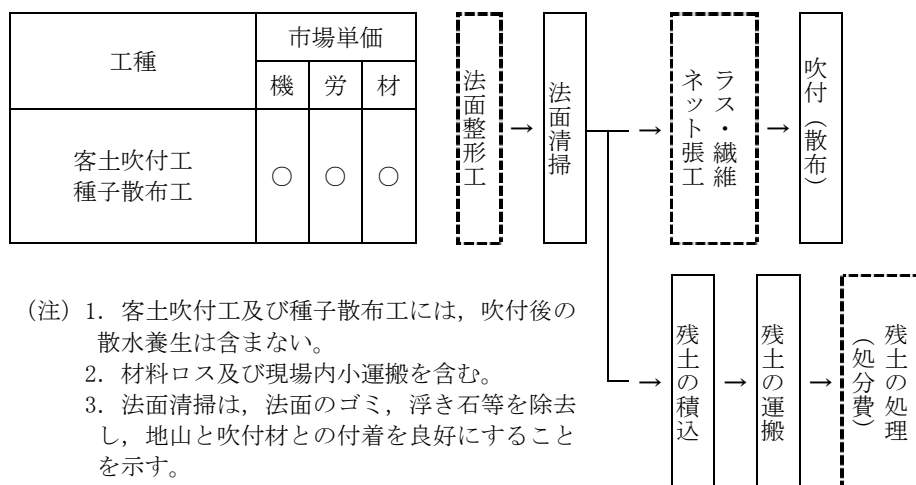 工種
市場単価
機 労 材
客土吹付工
種子散布工
○ ○ ○
法面整形工
→
法面清掃
→
ラス・繊維
ネット張工
→
吹付（散布）
→
残土の積込
→
残土の運搬
→
残土の処理
（処分費）
（注）1．客土吹付工及び種子散布工には，吹付後の
散水養生は含まない。
2．材料ロス及び現場内小運搬を含む。
3．法面清掃は，法面のゴミ，浮き石等を除去
し，地山と吹付材との付着を良好にすること
を示す。